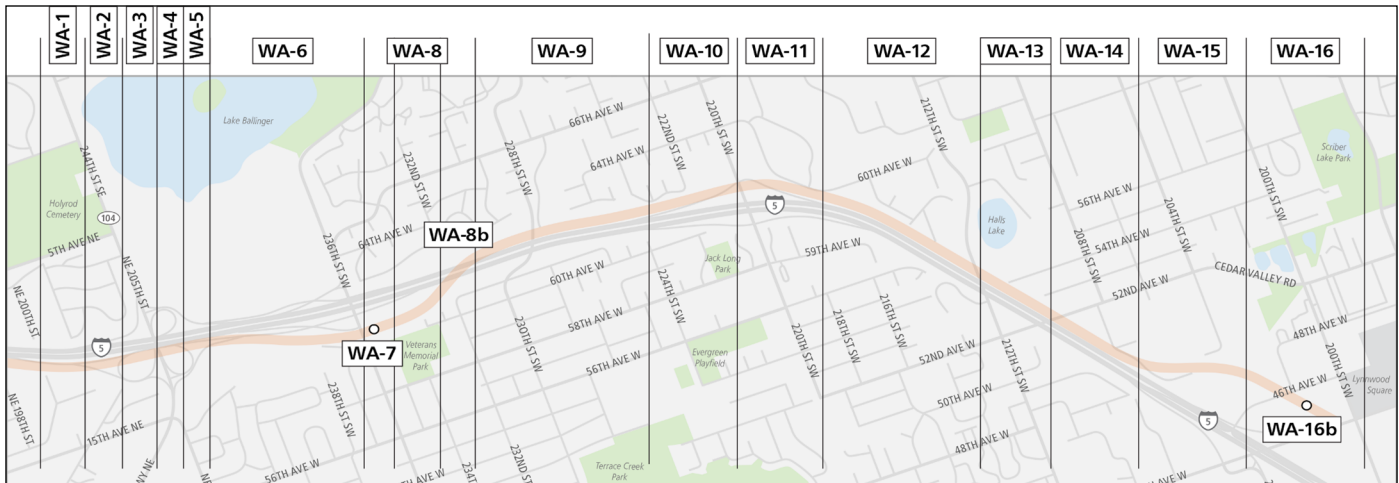 WA-1
WA-2
WA-3
WA-4
WA-5
WA-6
WA-8
WA-9
WA-10
WA-11
WA-12
WA-13
WA-14
WA-15
WA-16
Lake Ballinger
66TH AVE W
220TH ST SW
212TH ST SW
222ND ST SW
228TH ST SW
64TH AVE W
60TH AVE W
Scriber
Lake Park
244TH ST SE
232ND ST SW
56TH AVE W
200TH ST SW
Holyrod
Cemetery
104
5
204TH ST SW
Halls
Lake
5TH AVE NE
64TH AVE W
WA-8b
59TH AVE W
54TH AVE W
208TH ST SW
236TH ST SW
Jack Long
Park
60TH AVE W
CEDAR VALLEY RD
52ND AVE W
NE 205TH ST
NE 200TH ST
224TH ST SW
216TH ST SW
218TH ST SW
58TH AVE W
48TH AVE W
5
WA-7
Veterans
Memorial
Park
230TH ST SW
56TH AVE W
Evergreen
Playfield
220TH ST SW
52ND AVE W
212TH ST SW
200TH ST SW
Lynnwood
Square
46TH AVE W
50TH AVE W
238TH ST SW
NE 198TH ST
5
WA-16b
15TH AVE NE
48TH AVE W
232ND ST
56TH AVE W
Terrace Creek
Park
WY NE
NE
234T
AVE W
AVE W